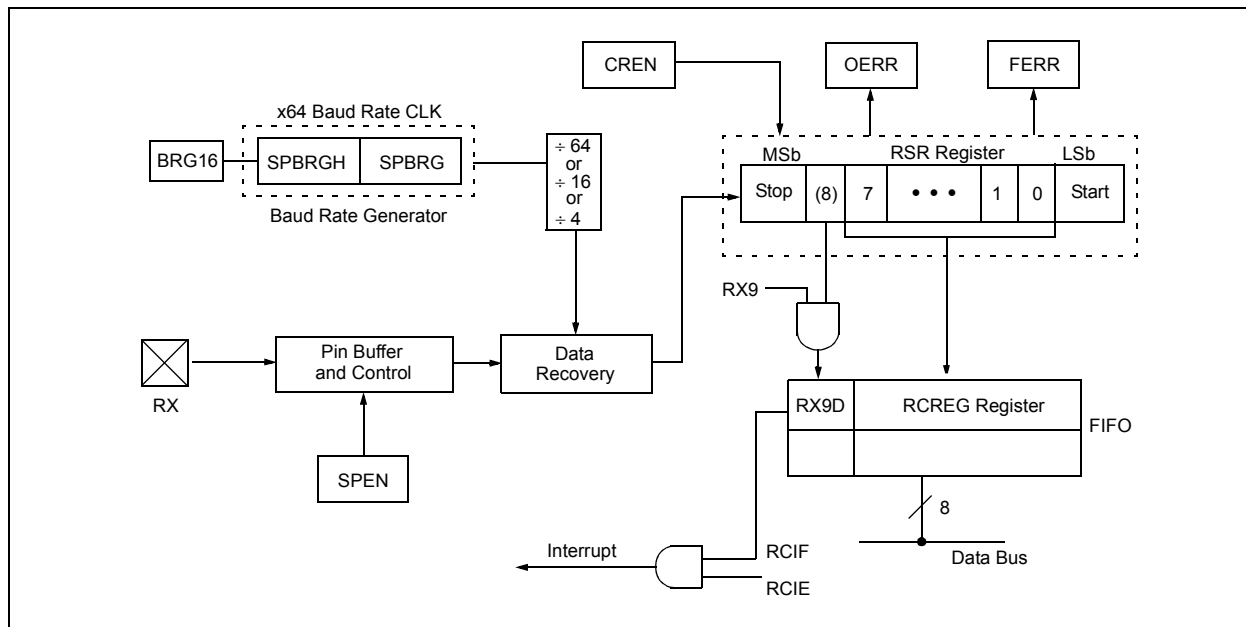 CREN
OERR
FERR
x64 Baud Rate CLK
BRG16
SPBRGH
SPBRG
Baud Rate Generator
÷ 64
or
÷ 16
or
÷ 4
MSb
RSR Register
LSb
Stop
(8)
7
• • •
1
0
Start
RX9
RX
Pin Buffer
and Control
Data
Recovery
SPEN
RX9D
RCREG Register
FIFO
8
Data Bus
Interrupt
RCIF
RCIE